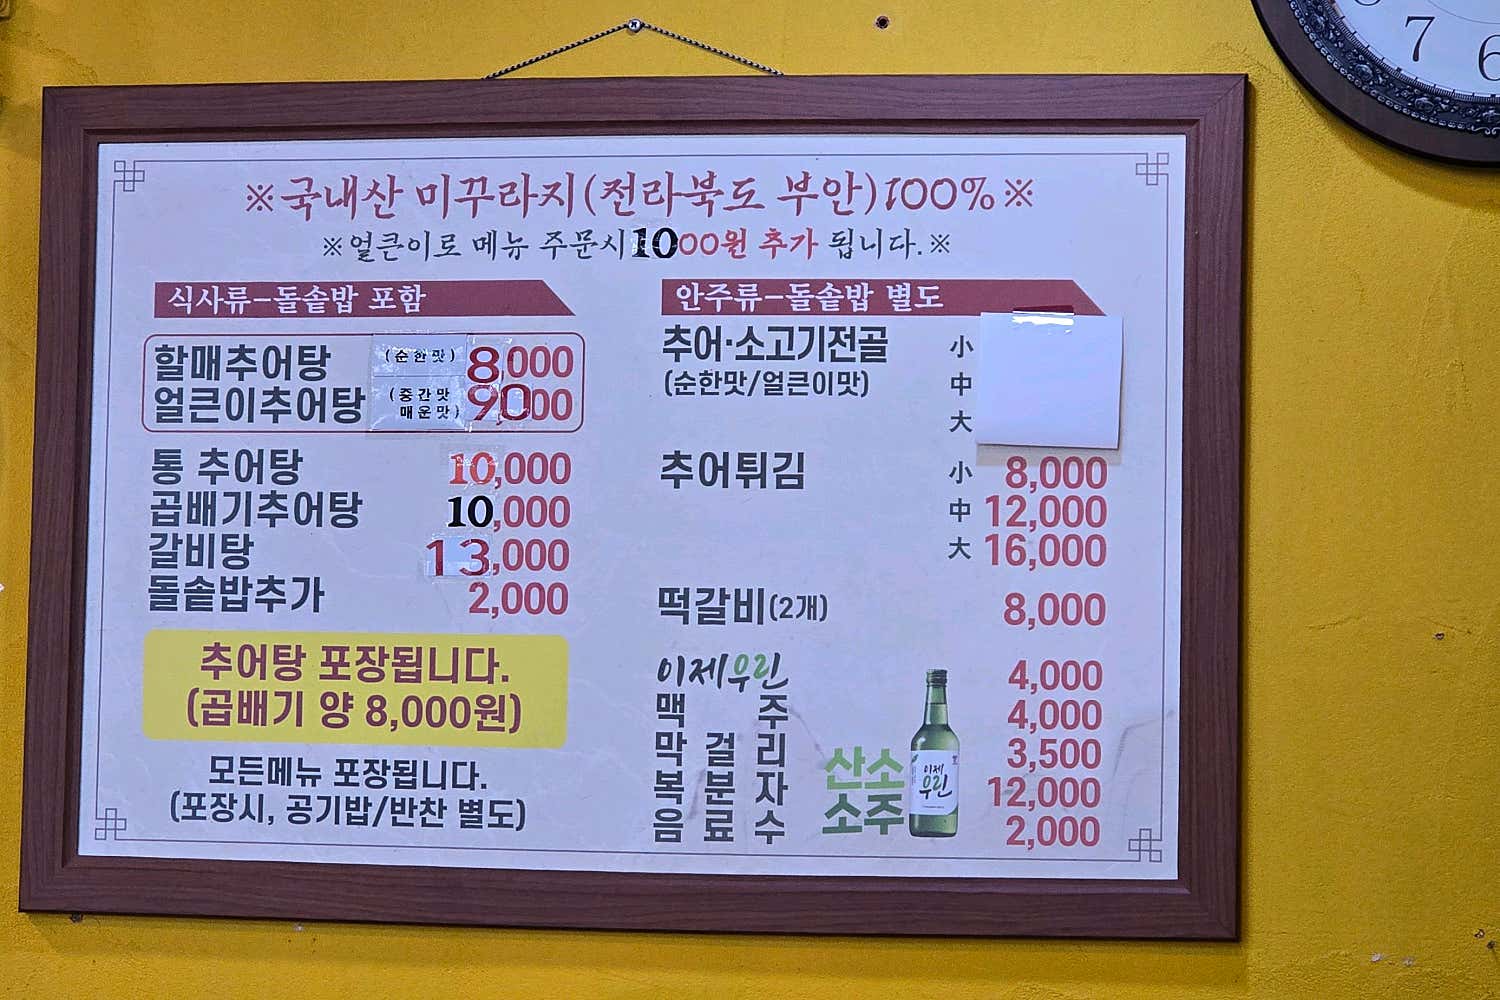 ※국내산 미꾸라지(전라북도 부안)100%※
※얼큰이로 메뉴 주문시1000원 추가 됩니다.※
식사류-돌솥밥 포함
할매추어탕 (순한맛) 8,000
얼큰이추어탕 (중간맛 매운맛) 9,000
통 추어탕 10,000
곱배기추어탕 10,000
갈비탕 13,000
돌솥밥추가 2,000
추어탕 포장됩니다.
(곱배기 양 8,000원)
모든메뉴 포장됩니다.
(포장시, 공기밥/반찬 별도)
안주류-돌솥밥 별도
추어·소고기전골 小
(순한맛/얼큰이맛) 中
大
추어튀김 小 8,000
中 12,000
大 16,000
떡갈비(2개) 8,000
이제우린 4,000
맥주 4,000
막걸리 3,500
복분자 12,000
음료수 2,000
산소
소주
이제
우린
7
6